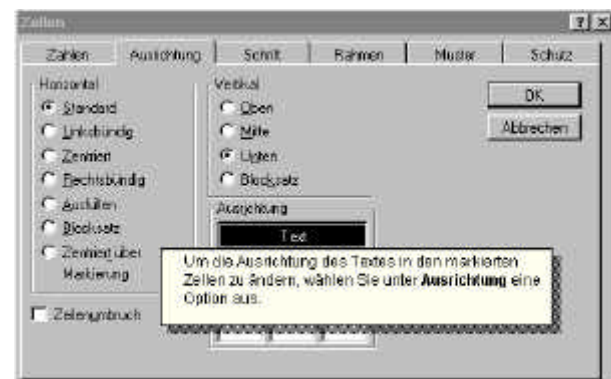 Zellen
Zahlen Ausrichtung Schrift Rahmen Muster Schutz
Horizontal
Standard
Linksbündig
Zentriert
Rechtsbündig
Ausfüllen
Blocksatz
Zentriert über
Markierung
Zeilenumbruch
Vertikal
Oben
Mitte
Unten
Blocksatz
Ausrichtung
Text
OK
Abbrechen
Um die Ausrichtung des Textes in den markierten
Zellen zu ändern, wählen Sie unter Ausrichtung eine
Option aus.